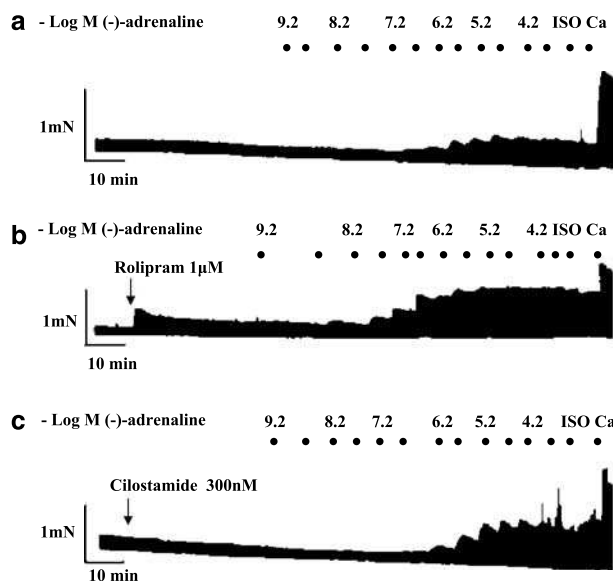 a - Log M (-)-adrenaline 9.2 8.2 7.2 6.2 5.2 4.2 ISO Ca
1mN
10 min
- Log M (-)-adrenaline 9.2 8.2 7.2 6.2 5.2 4.2 ISO Ca
b
Rolipram 1µM
1mN
10 min
c - Log M (-)-adrenaline 9.2 8.2 7.2 6.2 5.2 4.2 ISO Ca
Cilostamide 300nM
1mN
10 min